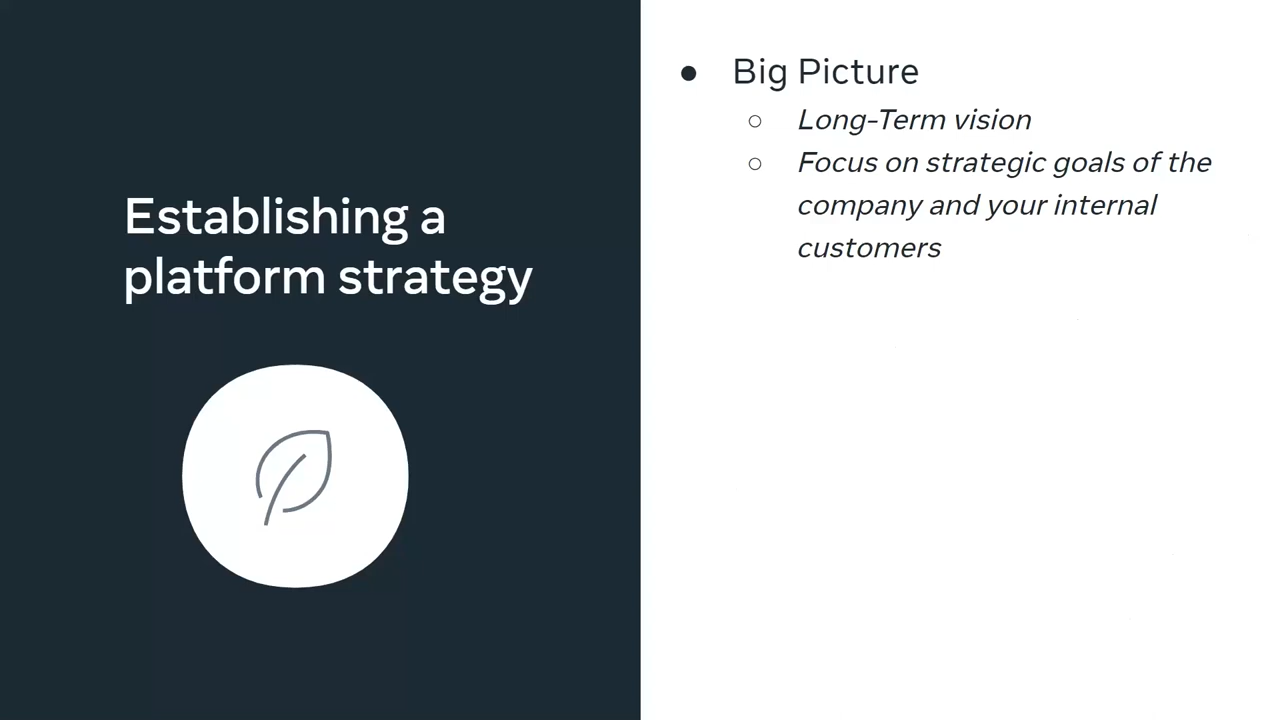 Establishing a
platform strategy
● Big Picture
○ Long-Term vision
○ Focus on strategic goals of the
company and your internal
customers